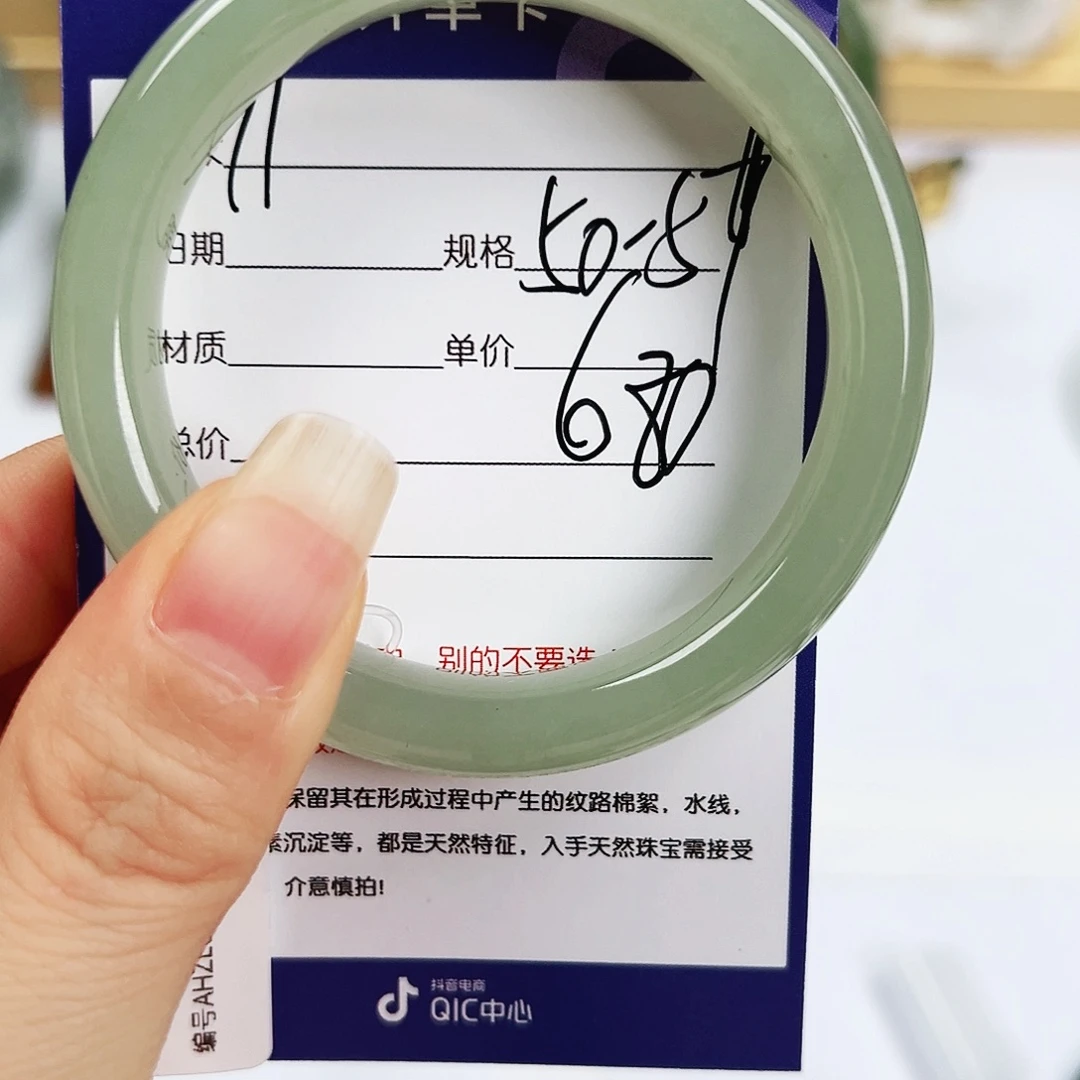 日期 规格 50-57
材质 单价
680
总价
别的不要选
保留其在形成过程中产生的纹路棉絮，水线，
素沉淀等，都是天然特征，入手天然珠宝需接受
介意慎拍!
编号AHZL
抖音电商
QIC中心